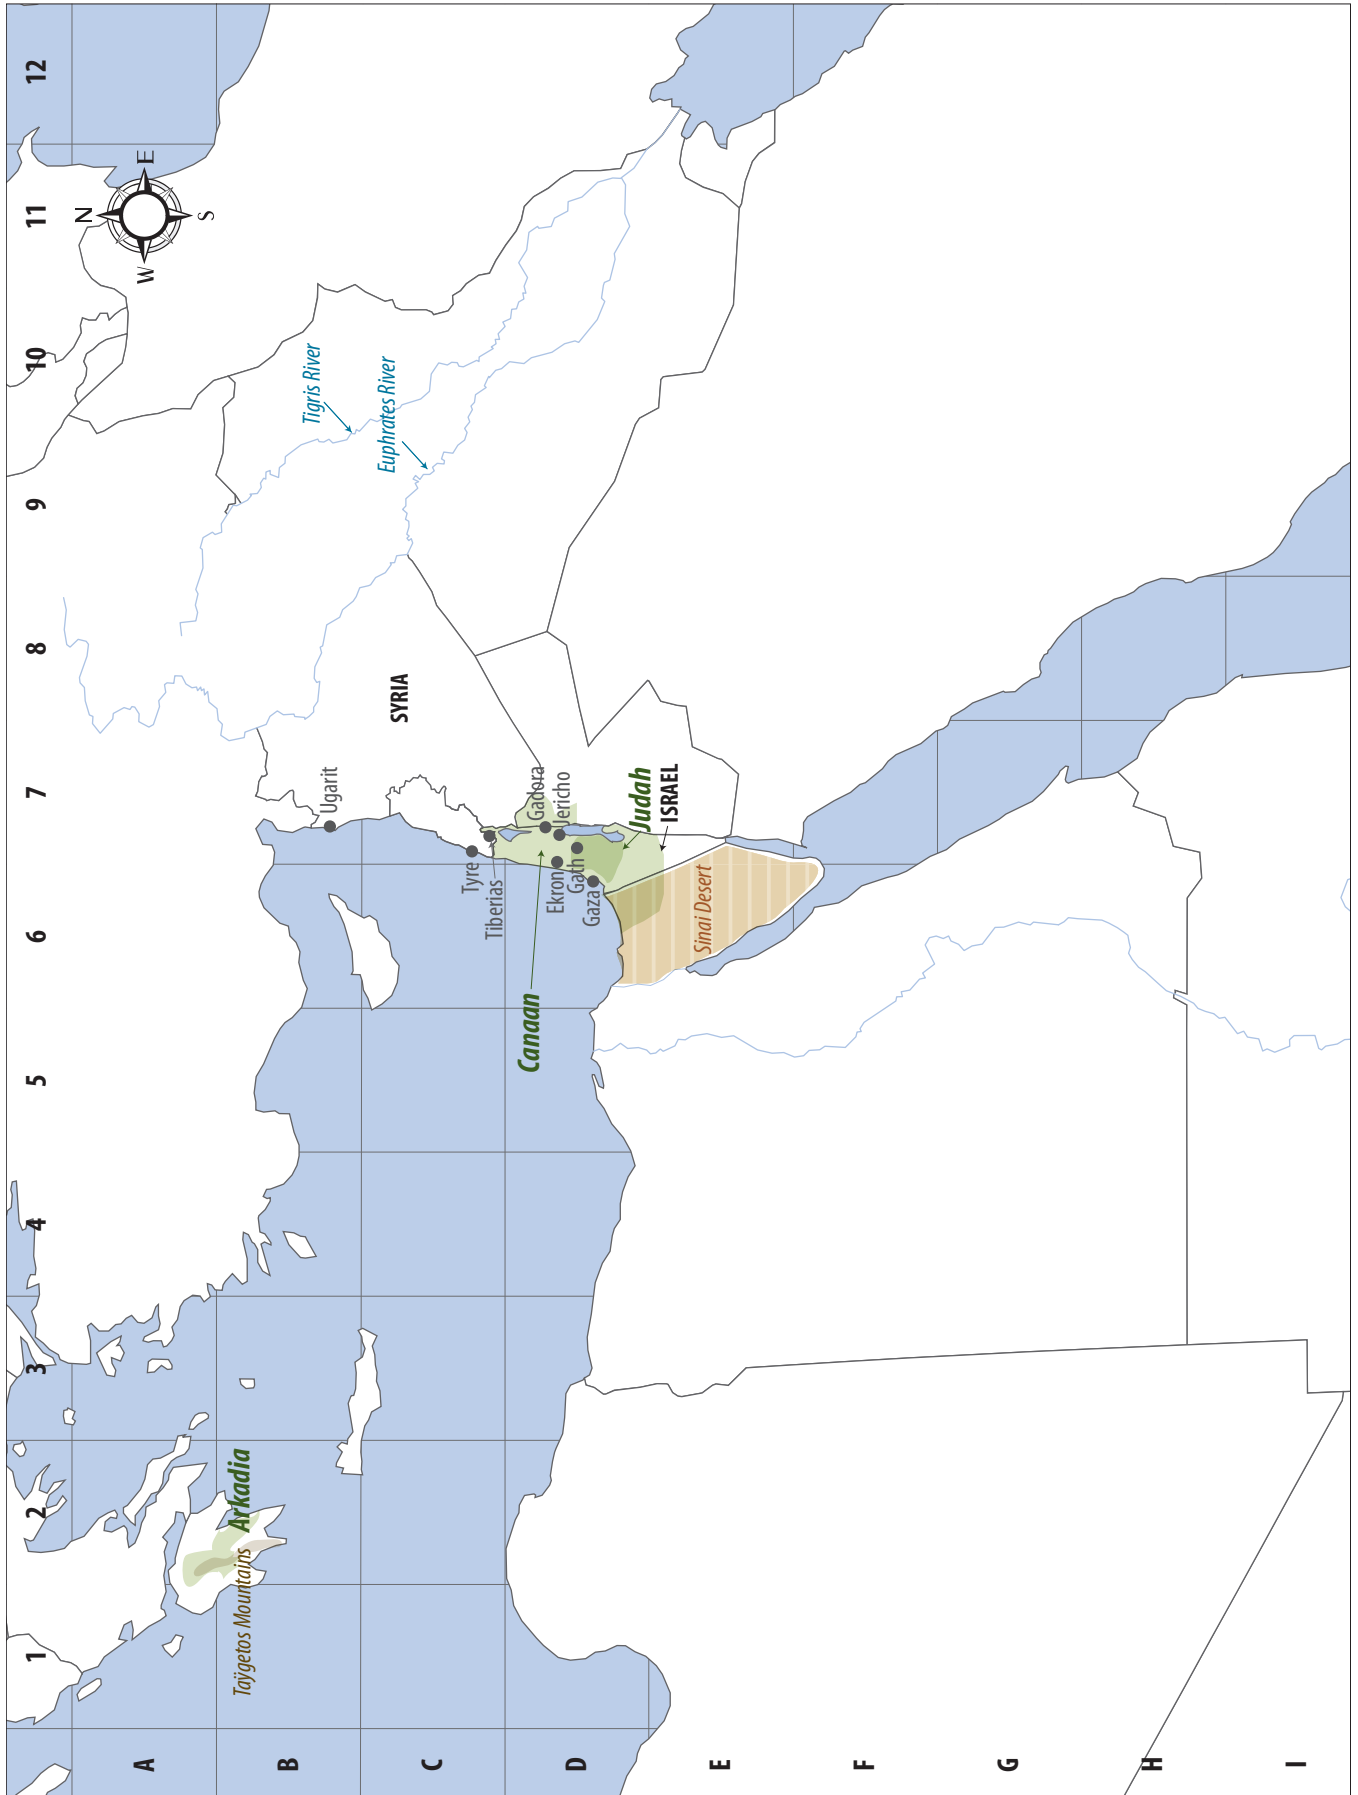 1
2
3
4
5
6
7
8
9
10
11
12
N
W
E
S
A
B
C
D
E
F
G
H
I
Taÿgetos Mountains
Arkadia
Ugarit
SYRIA
Tigris River
Euphrates River
Tyre
Tiberias
Canaan
Gadora
Jericho
Ekron
Gath
Gaza
Judah
ISRAEL
Sinai Desert